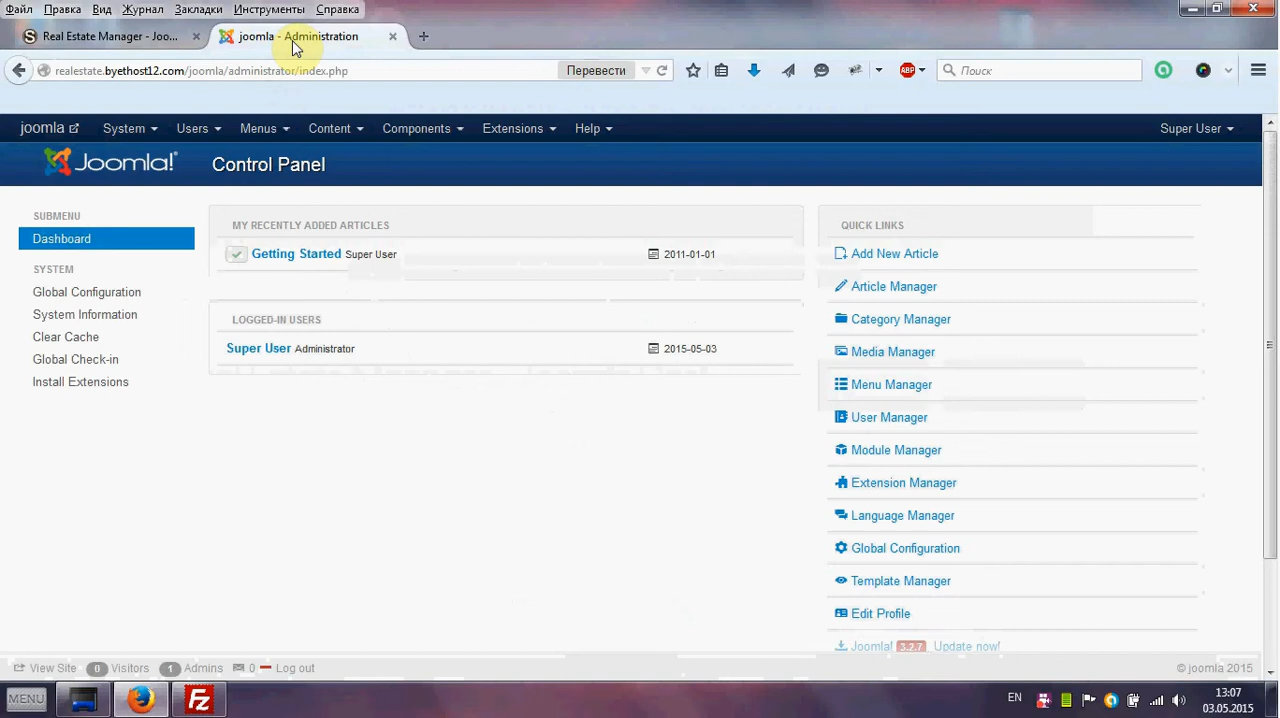 Файл Правка Вид Журнал Закладки Инструменты Справка
Real Estate Manager - Joo...
joomla - Administration
realestate.byethost12.com/joomla/administrator/index.php
Перевести
ABP
Поиск
joomla System Users Menus Content Components Extensions Help Super User
Joomla! Control Panel
SUBMENU
Dashboard
SYSTEM
Global Configuration
System Information
Clear Cache
Global Check-in
Install Extensions
MY RECENTLY ADDED ARTICLES
Getting Started Super User 2011-01-01
LOGGED-IN USERS
Super User Administrator 2015-05-03
QUICK LINKS
Add New Article
Article Manager
Category Manager
Media Manager
Menu Manager
User Manager
Module Manager
Extension Manager
Language Manager
Global Configuration
Template Manager
Edit Profile
Joomla! 3.2.7 Update now!
View Site 0 Visitors 1 Admins 0 Log out © joomla 2015
MENU
EN
13:07
03.05.2015